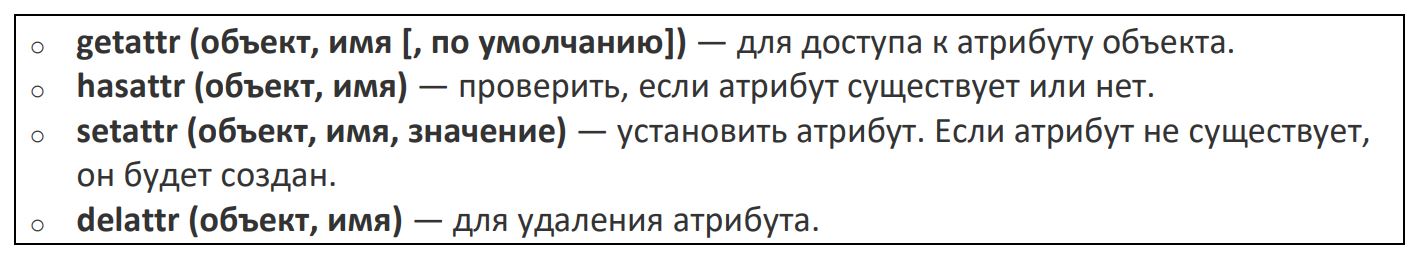 ○ getattr (объект, имя [, по умолчанию]) — для доступа к атрибуту объекта.
○ hasattr (объект, имя) — проверить, если атрибут существует или нет.
○ setattr (объект, имя, значение) — установить атрибут. Если атрибут не существует,
он будет создан.
○ delattr (объект, имя) — для удаления атрибута.